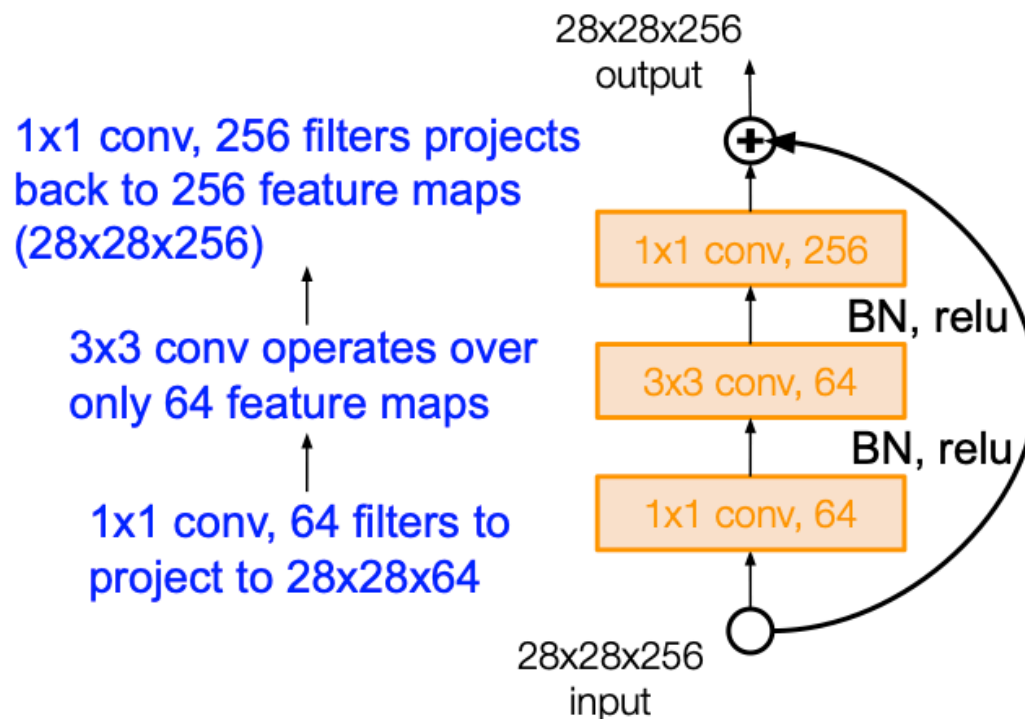 28x28x256
output
1x1 conv, 256 filters projects
back to 256 feature maps
(28x28x256)
3x3 conv operates over
only 64 feature maps
1x1 conv, 64 filters to
project to 28x28x64
1x1 conv, 256
BN, relu
3x3 conv, 64
BN, relu
1x1 conv, 64
28x28x256
input